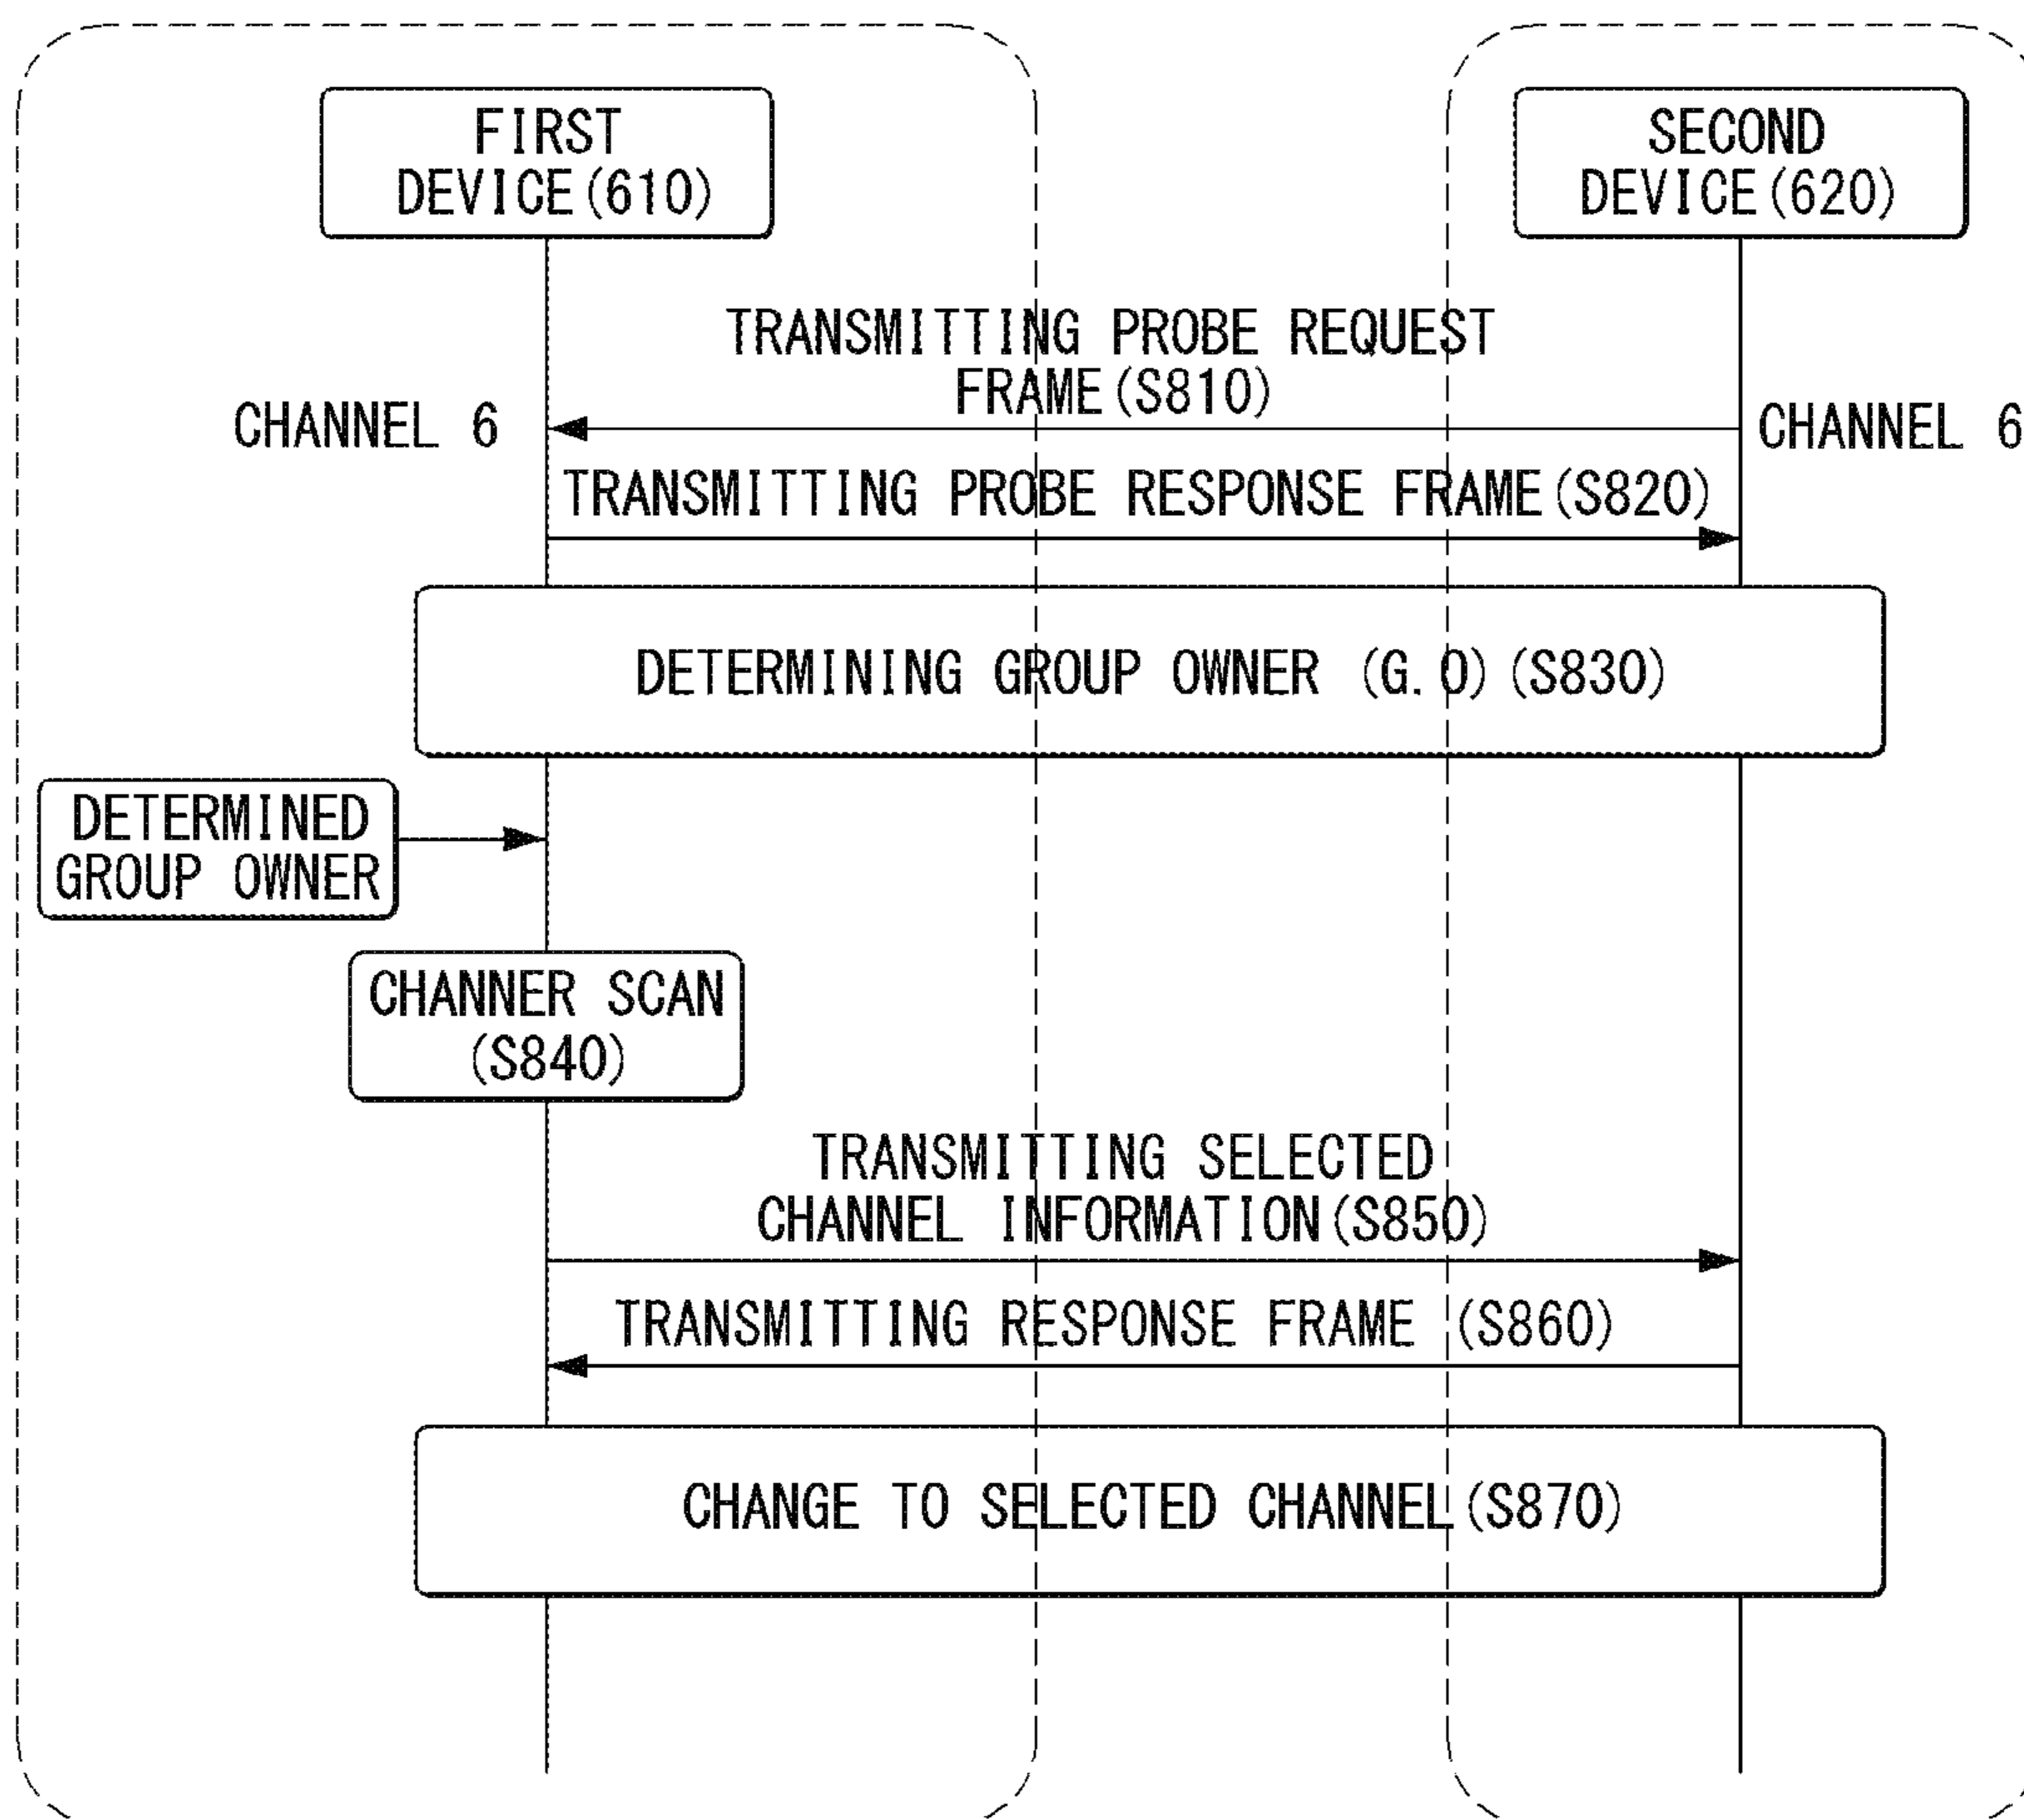 FIRST
DEVICE(610)
SECOND
DEVICE(620)
TRANSMITTING PROBE REQUEST
FRAME(S810)
CHANNEL 6
CHANNEL 6
TRANSMITTING PROBE RESPONSE FRAME(S820)
DETERMINING GROUP OWNER (G.O)(S830)
DETERMINED
GROUP OWNER
CHANNER SCAN
(S840)
TRANSMITTING SELECTED
CHANNEL INFORMATION(S850)
TRANSMITTING RESPONSE FRAME (S860)
CHANGE TO SELECTED CHANNEL(S870)